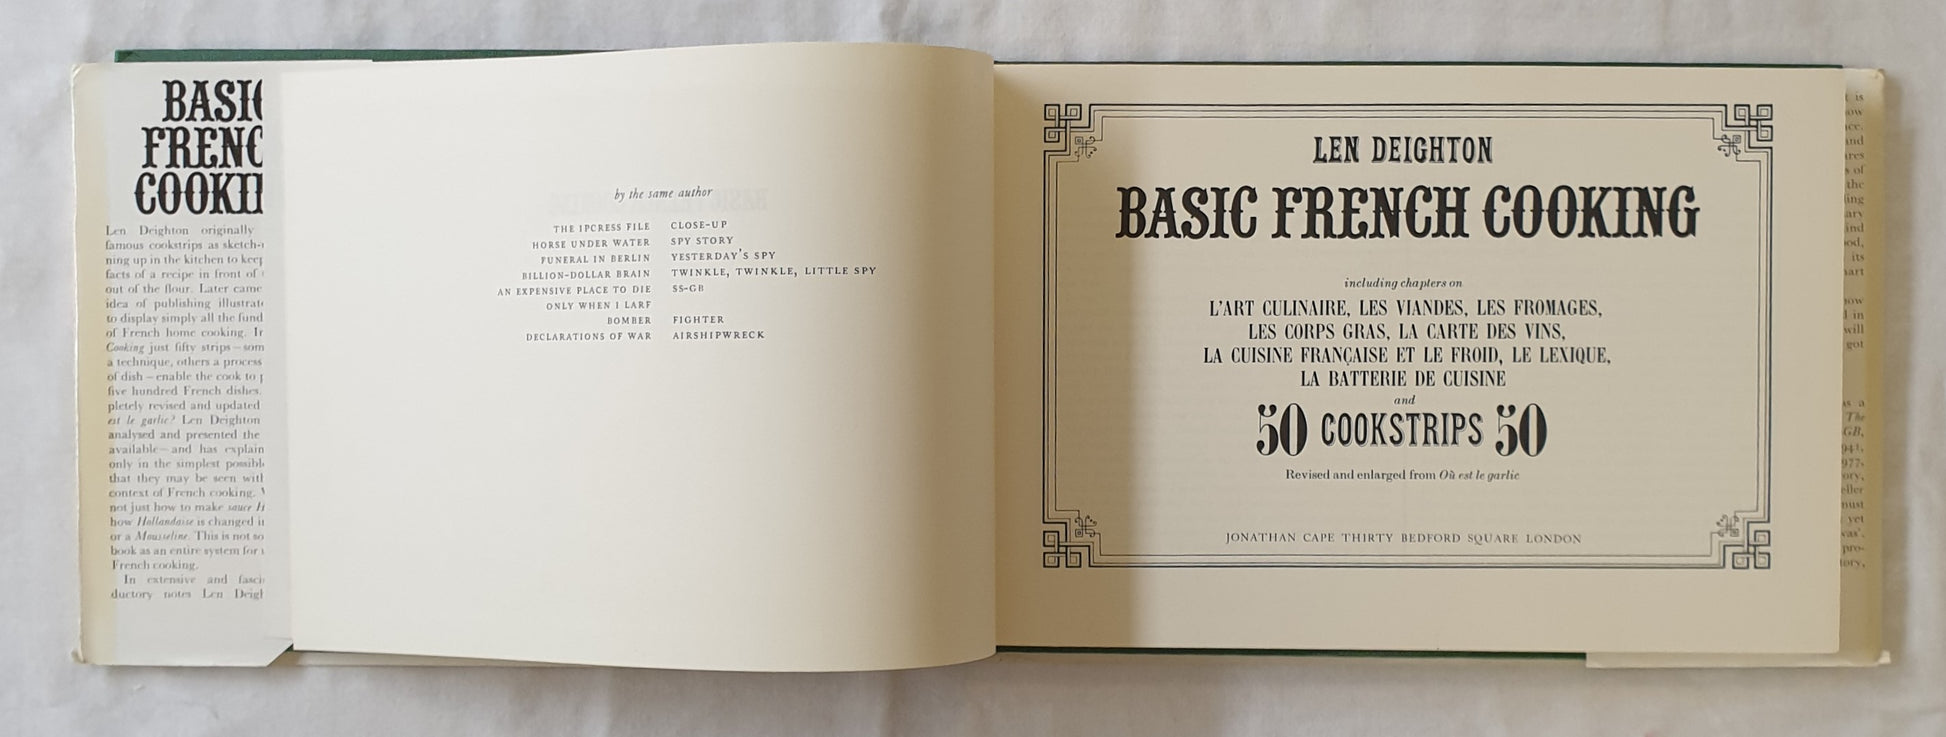 BASIC
FRENC
COOKI
Len Deighton originally
famous cookstrips as sketch-
ning up in the kitchen to keep
facts of a recipe in front of
out of the flour. Later came
idea of publishing illustrat
to display simply all the fund
of French home cooking. In
Cooking just fifty strips – som
a technique, others a process
of dish – enable the cook to p
five hundred French dishes.
pletely revised and updated
est le garlic? Len Deighton
analysed and presented the
available – and has explain
only in the simplest possibl
that they may be seen with
context of French cooking.
not just how to make sauce H
how Hollandaise is changed i
or a Mousseline. This is not so
book as an entire system for
French cooking.
In extensive and fasci
ductory notes Len Deigh
by the same author
THE IPCRESS FILE CLOSE-UP
HORSE UNDER WATER SPY STORY
FUNERAL IN BERLIN YESTERDAY'S SPY
BILLION-DOLLAR BRAIN TWINKLE, TWINKLE, LITTLE SPY
AN EXPENSIVE PLACE TO DIE SS-GB
ONLY WHEN I LARF
BOMBER FIGHTER
DECLARATIONS OF WAR AIRSHIPWRECK
LEN DEIGHTON
BASIC FRENCH COOKING
including chapters on
L'ART CULINAIRE, LES VIANDES, LES FROMAGES,
LES CORPS GRAS, LA CARTE DES VINS,
LA CUISINE FRANÇAISE ET LE FROID, LE LEXIQUE,
LA BATTERIE DE CUISINE
and
50 COOKSTRIPS 50
Revised and enlarged from Où est le garlic
JONATHAN CAPE THIRTY BEDFORD SQUARE LONDON